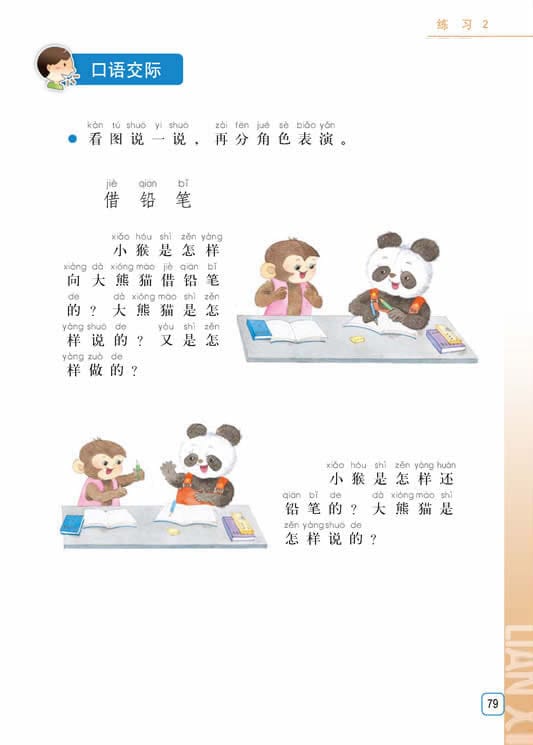 练 习 2
口语交际
kàn tú shuō yi shuō zài fēn jué sè biǎo yǎn
● 看 图 说 一 说 ， 再 分 角 色 表 演 。
jiè qiān bǐ
借 铅 笔
xiǎo hóu shì zěn yàng
小 猴 是 怎 样
xiàng dà xióng māo jiè qiān bǐ
向 大 熊 猫 借 铅 笔
de dà xióng māo shì zěn
的 ？ 大 熊 猫 是 怎
yàng shuō de yòu shì zěn
样 说 的 ？ 又 是 怎
yàng zuò de
样 做 的 ？
xiǎo hóu shì zěn yàng huán
小 猴 是 怎 样 还
qiān bǐ de dà xióng māo shì
铅 笔 的 ？ 大 熊 猫 是
zěn yàng shuō de
怎 样 说 的 ？
LIAN XI
79